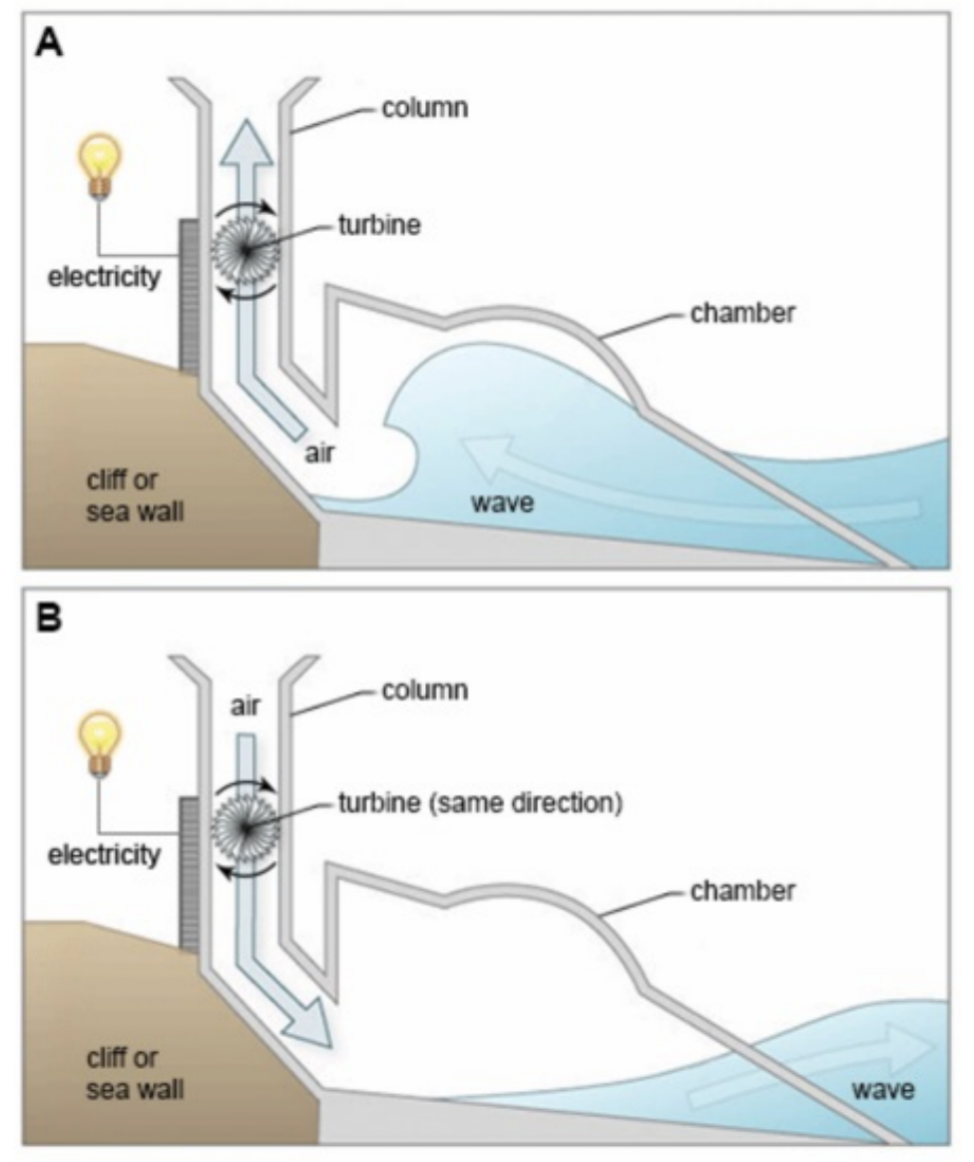 A
column
turbine
electricity
chamber
air
cliff or
sea wall
wave
B
air
column
turbine (same direction)
electricity
chamber
cliff or
sea wall
wave